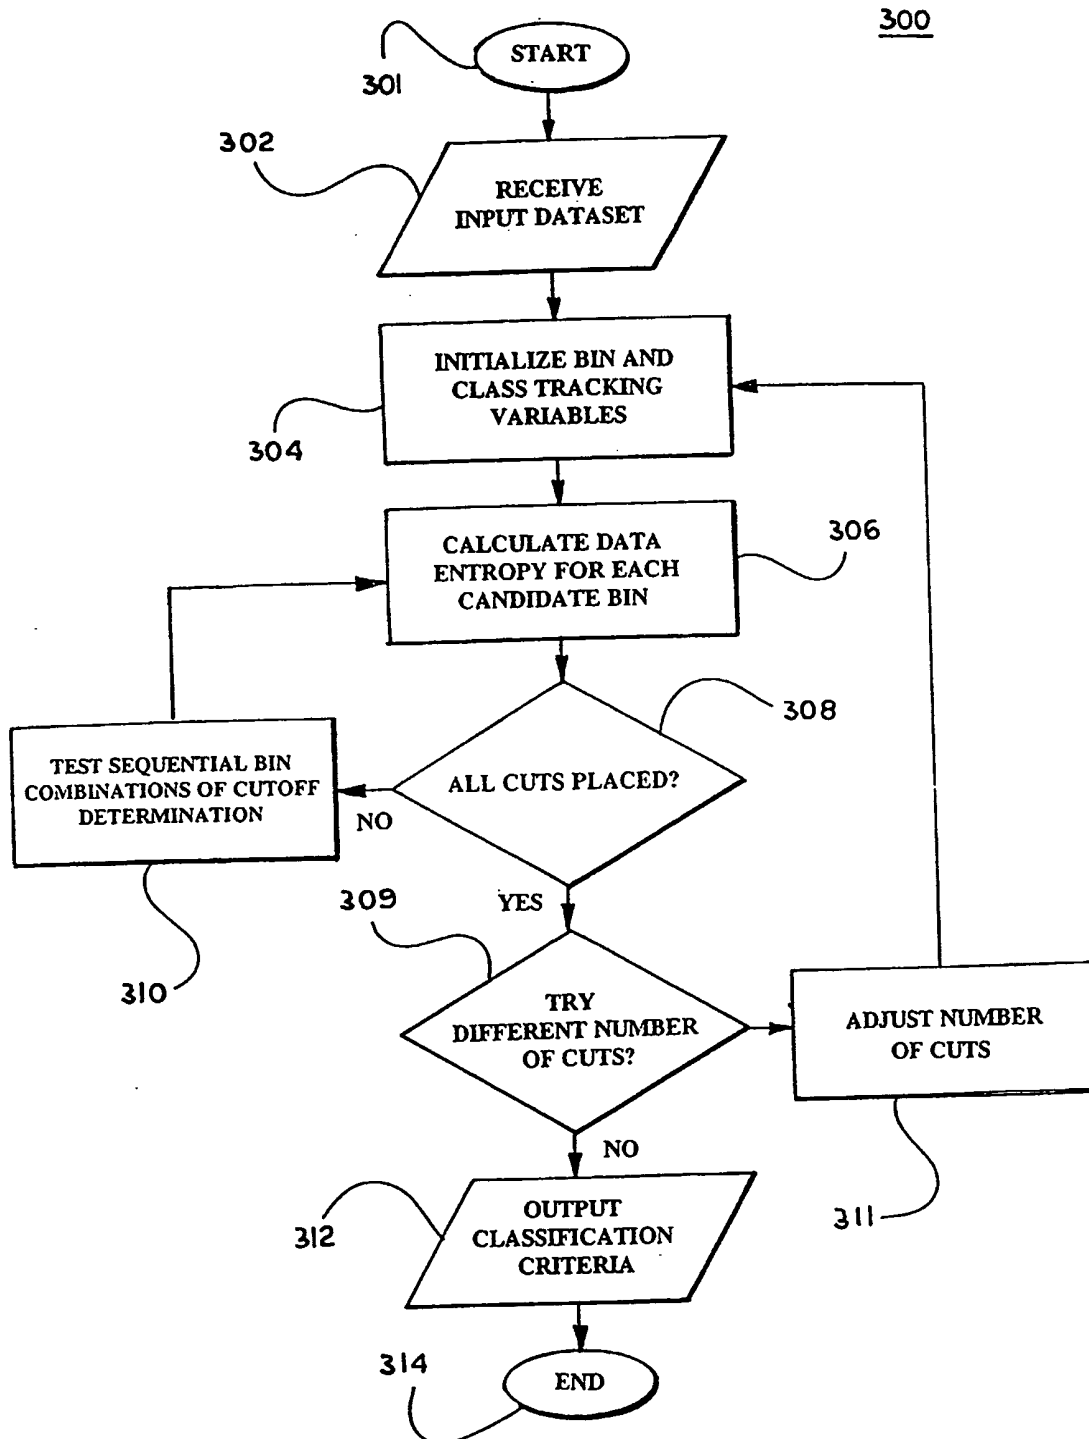 300
START
301
302
RECEIVE
INPUT DATASET
INITIALIZE BIN AND
CLASS TRACKING
VARIABLES
304
CALCULATE DATA
ENTROPY FOR EACH
CANDIDATE BIN
306
308
ALL CUTS PLACED?
TEST SEQUENTIAL BIN
COMBINATIONS OF CUTOFF
DETERMINATION
NO
310
YES
309
TRY
DIFFERENT NUMBER
OF CUTS?
ADJUST NUMBER
OF CUTS
311
NO
OUTPUT
CLASSIFICATION
CRITERIA
312
END
314